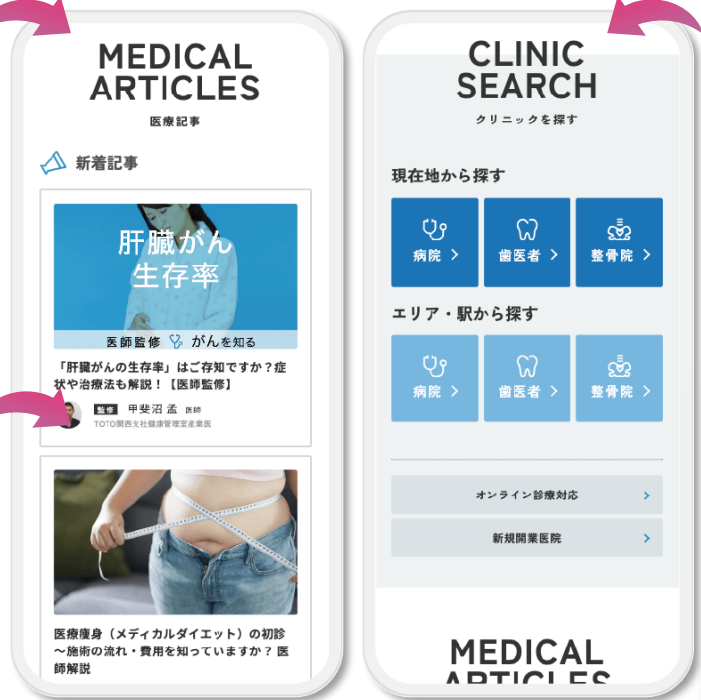 MEDICAL
ARTICLES
医療記事
新着記事
肝臓がん
生存率
医師監修 がんを知る
「肝臓がんの生存率」はご存知ですか？症
状や治療法も解説！【医師監修】
監修 甲斐沼 孟 医師
TOTO関西支社健康管理室産業医
医療痩身（メディカルダイエット）の初診
～施術の流れ・費用を知っていますか？ 医
師解説
CLINIC
SEARCH
クリニックを探す
現在地から探す
病院 歯医者 整骨院
エリア・駅から探す
病院 歯医者 整骨院
オンライン診療対応
新規開業医院
MEDICAL
ARTICLES